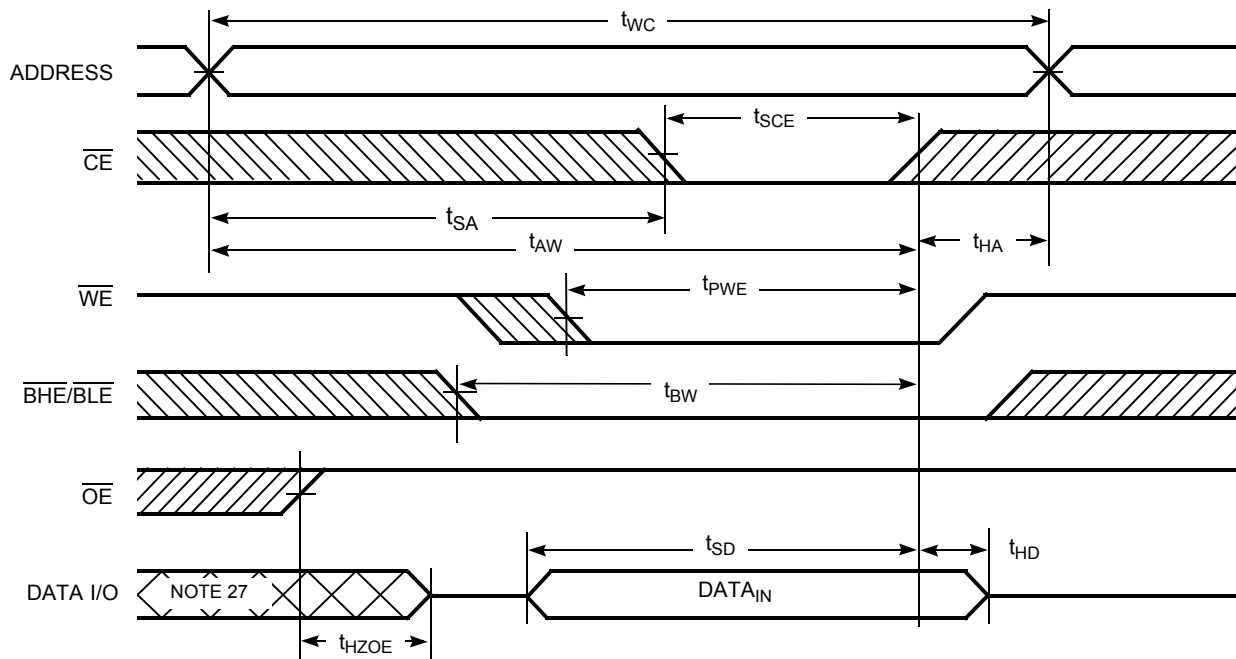 tWC
ADDRESS
tSCE
CE
tSA
tAW
tHA
WE
tPWE
BHE/BLE
tBW
OE
tSD
tHD
DATA I/O
NOTE 27
DATAIN
tHZOE